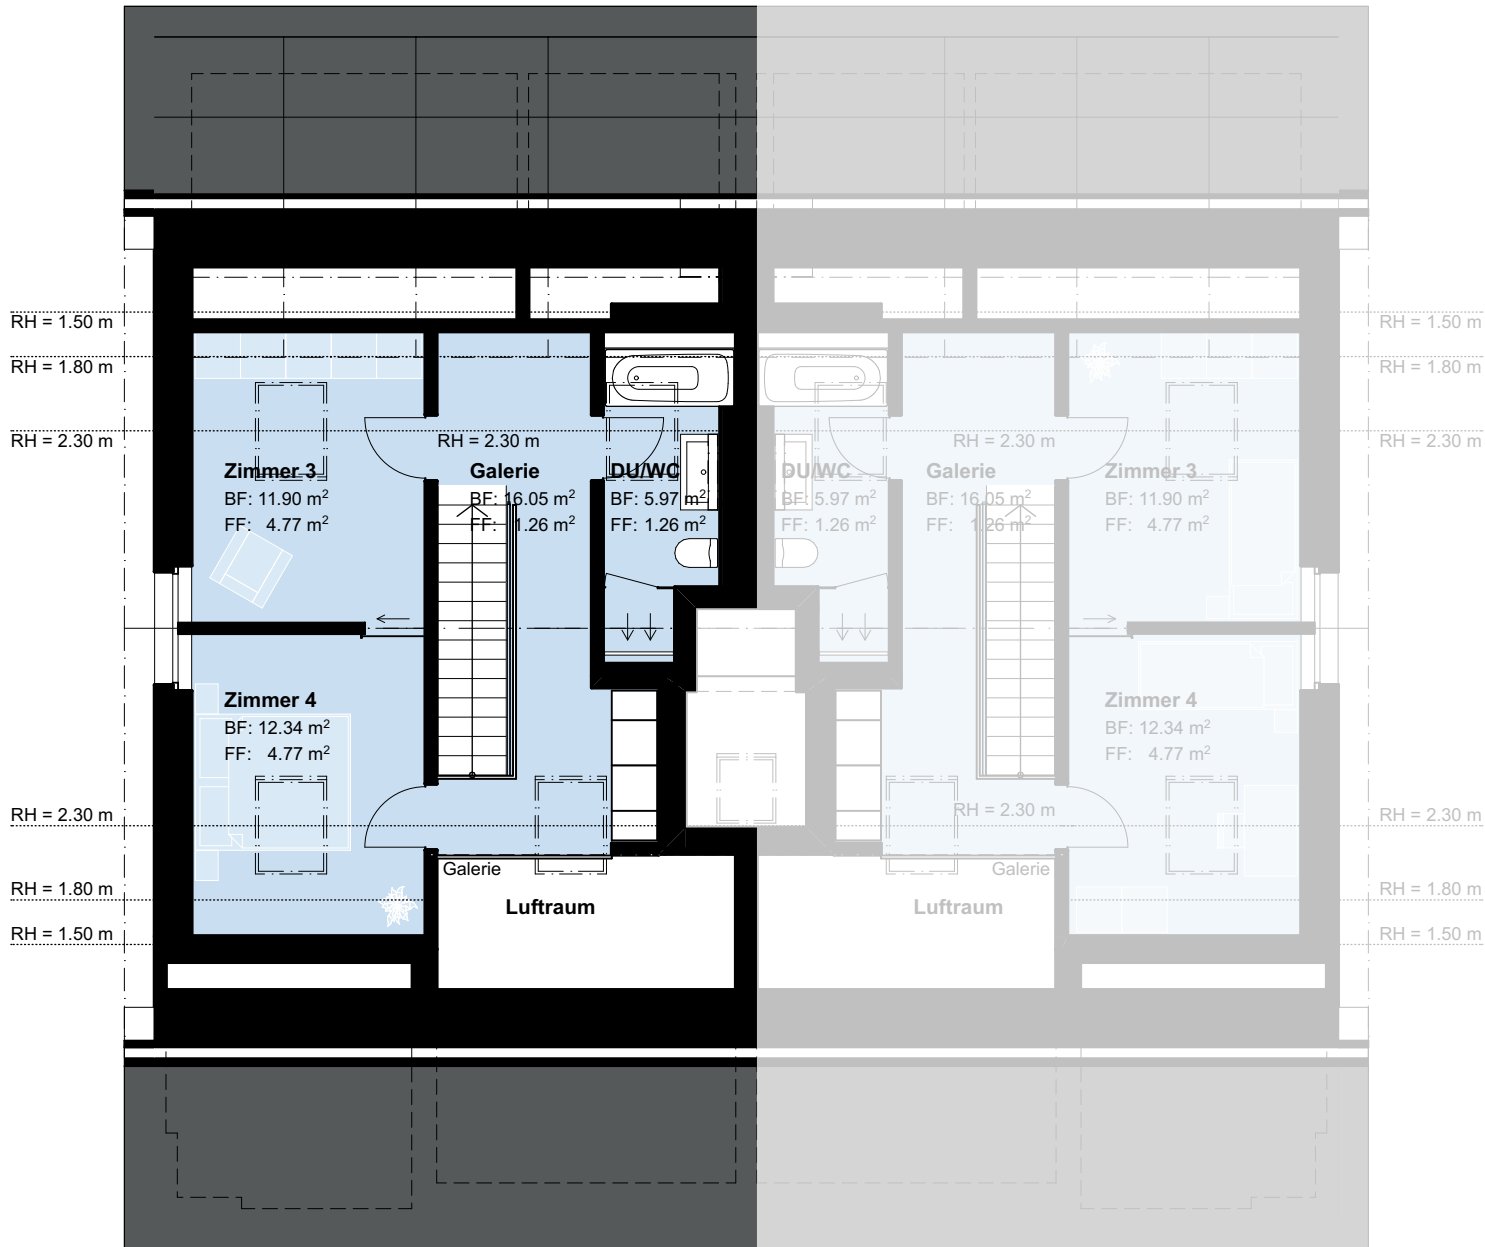 RH = 1.50 m
RH = 1.50 m
RH = 1.80 m
RH = 1.80 m
RH = 2.30 m
RH = 2.30 m
RH = 2.30 m
RH = 2.30 m
Zimmer 3
BF: 11.90 m²
FF: 4.77 m²
Galerie
BF: 16.05 m²
FF: 1.26 m²
DU/WC
BF: 5.97 m²
FF: 1.26 m²
DU/WC
BF: 5.97 m²
FF: 1.26 m²
Galerie
BF: 16.05 m²
FF: 1.26 m²
Zimmer 3
BF: 11.90 m²
FF: 4.77 m²
Zimmer 4
BF: 12.34 m²
FF: 4.77 m²
Zimmer 4
BF: 12.34 m²
FF: 4.77 m²
RH = 2.30 m
RH = 2.30 m
RH = 2.30 m
Galerie
Galerie
RH = 1.80 m
RH = 1.80 m
Luftraum
Luftraum
RH = 1.50 m
RH = 1.50 m